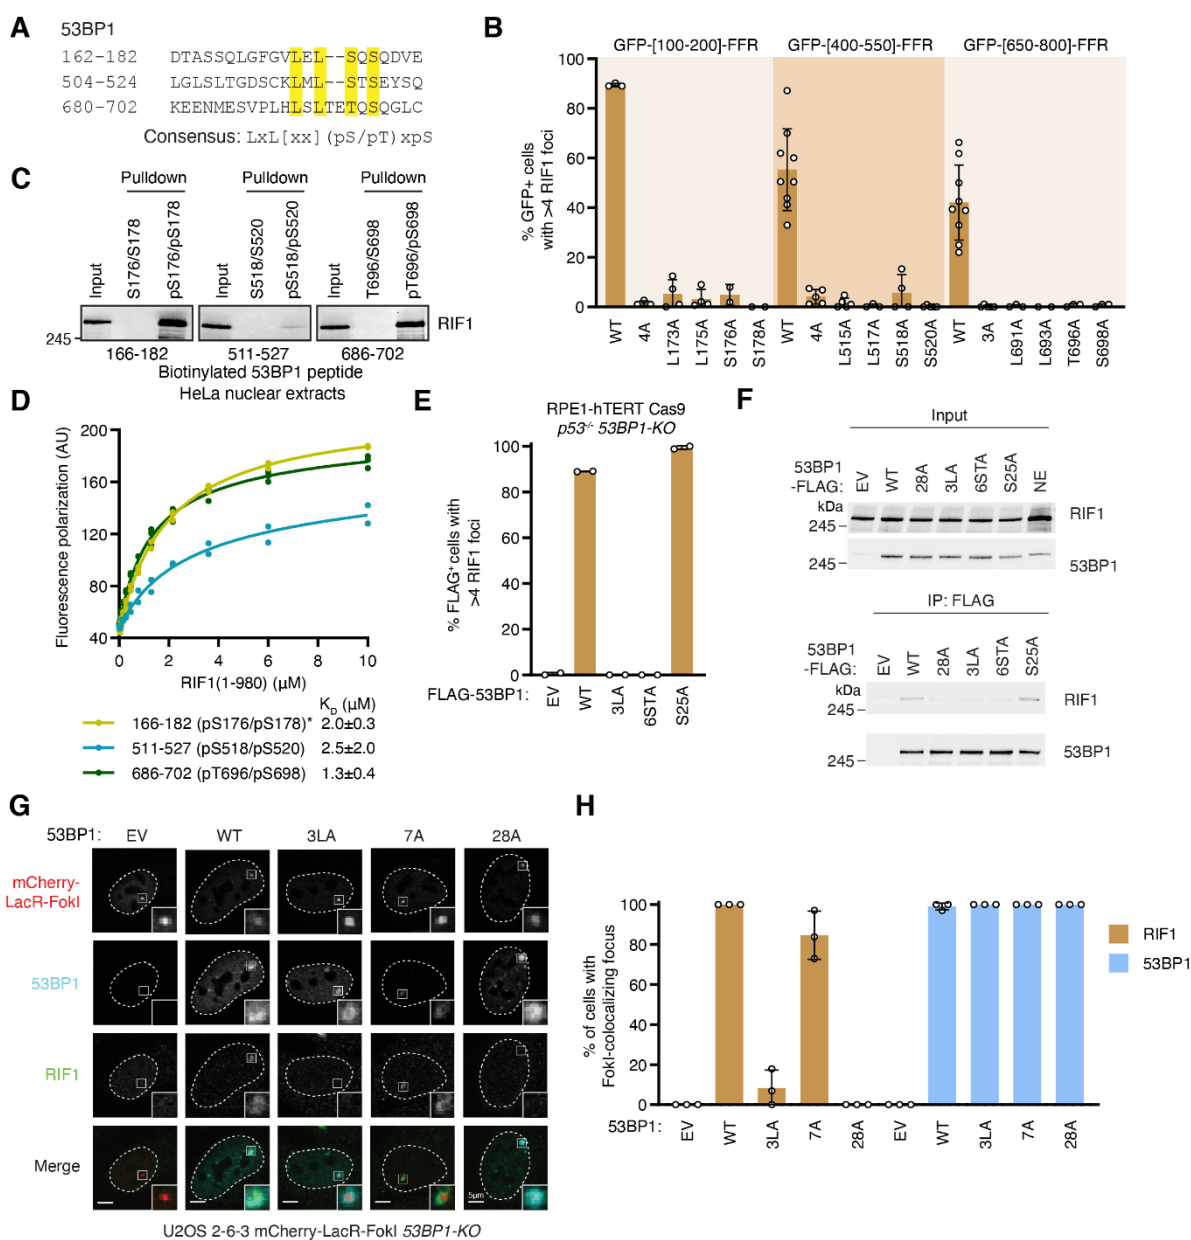 A
53BP1
162-182 DTASSQLGFGVLEL--SQSQDVE
504-524 LGLSLTGDSCKLML--STSEYSQ
680-702 KEENMESVPLHLSLTETQSQGLC
Consensus: LxL[xx](pS/pT)xpS
B
GFP-[100-200]-FFR GFP-[400-550]-FFR GFP-[650-800]-FFR
% GFP+ cells
with >4 RIF1 foci
100
80
60
40
20
0
WT 4A L173A L175A S176A S178A WT 4A L515A L517A S518A S520A WT 3A L691A L693A T696A S698A
C
Pulldown Pulldown Pulldown
Input S176/S178 pS176/pS178 Input S518/S520 pS518/pS520 Input T696/S698 pT696/pS698
RIF1
245
166-182 511-527 686-702
Biotinylated 53BP1 peptide
HeLa nuclear extracts
D
Fluorescence polarization (AU)
200
160
120
80
40
0 2 4 6 8 10
RIF1(1-980) (µM)
K_D (µM)
166-182 (pS176/pS178)* 2.0±0.3
511-527 (pS518/pS520) 2.5±2.0
686-702 (pT696/pS698) 1.3±0.4
E
RPE1-hTERT Cas9
p53-/- 53BP1-KO
% FLAG+ cells with
>4 RIF1 foci
100
80
60
40
20
0
FLAG-53BP1: EV WT 3LA 6STA S25A
F
Input
53BP1
-FLAG: EV WT 28A 3LA 6STA S25A NE
kDa
245 RIF1
245 53BP1
IP: FLAG
53BP1
-FLAG: EV WT 28A 3LA 6STA S25A
kDa
245 RIF1
245 53BP1
G
53BP1: EV WT 3LA 7A 28A
mCherry-
LacR-FokI
53BP1
RIF1
Merge
5µm
U2OS 2-6-3 mCherry-LacR-FokI 53BP1-KO
H
% of cells with
FokI-colocalizing focus
100
80
60
40
20
0
53BP1: EV WT 3LA 7A 28A EV WT 3LA 7A 28A
RIF1
53BP1